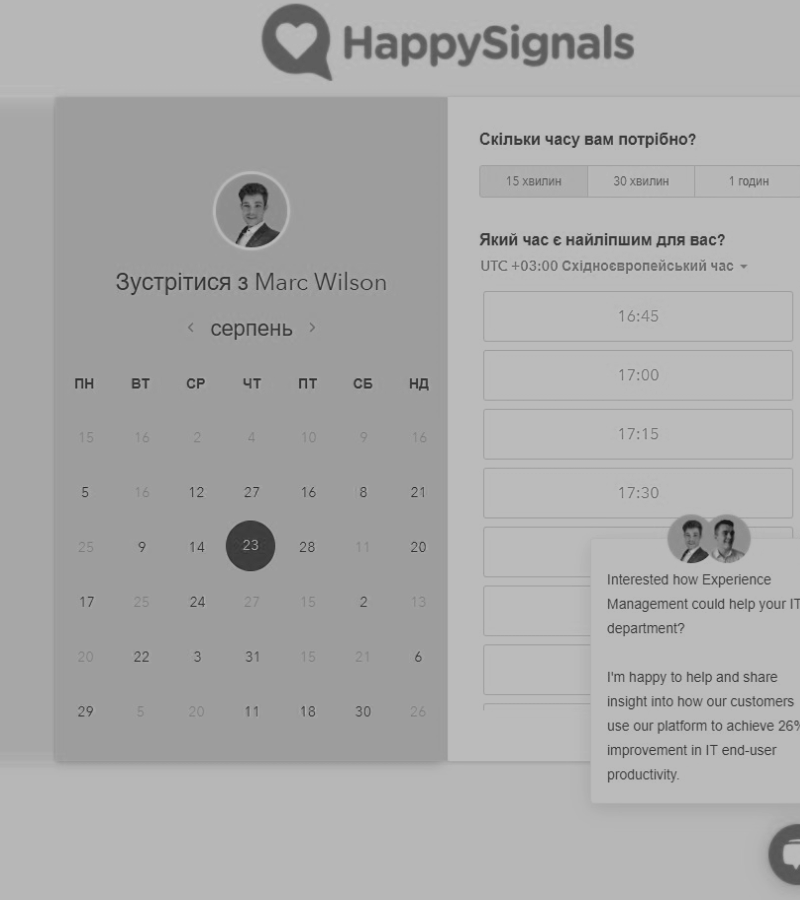 HappySignals
Зустрітися з Marc Wilson
серпень
ПН ВТ СР ЧТ ПТ СБ НД
15 16 2 4 10 9 16
5 16 12 27 16 8 21
25 9 14 23 28 11 20
17 25 24 27 15 2 13
20 22 3 31 15 21 6
29 5 20 11 18 30 26
Скільки часу вам потрібно?
15 хвилин 30 хвилин 1 годин
Який час є найліпшим для вас?
UTC +03:00 Східноєвропейський час
16:45
17:00
17:15
17:30
Interested how Experience
Management could help your IT
department?
I'm happy to help and share
insight into how our customers
use our platform to achieve 26%
improvement in IT end-user
productivity.